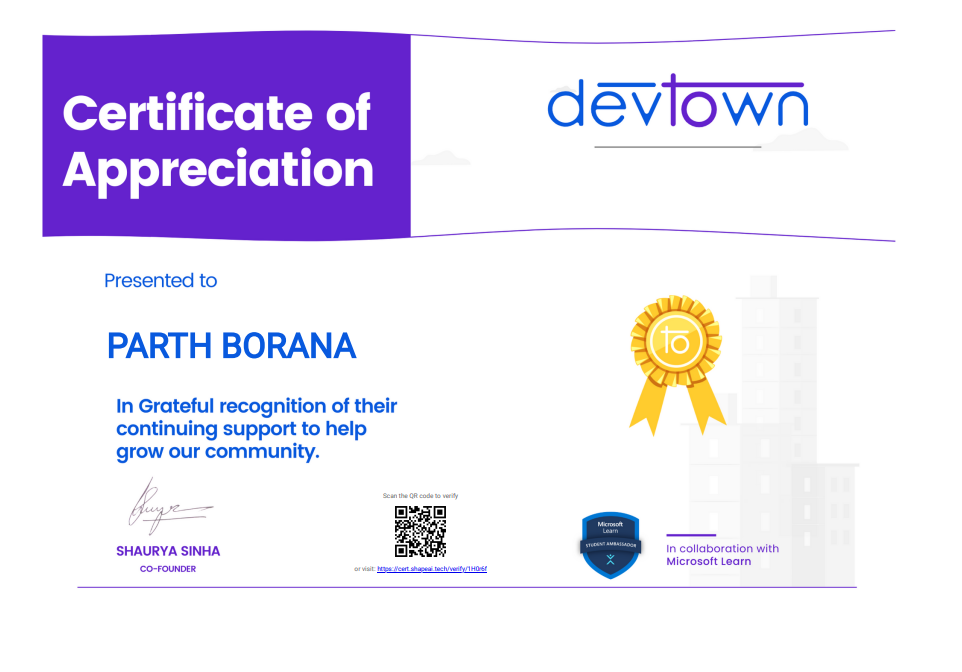 Certificate of
Appreciation
devtown
Presented to
PARTH BORANA
In Grateful recognition of their
continuing support to help
grow our community.
SHAURYA SINHA
CO-FOUNDER
Scan the QR code to verify
or visit: https://cert.shapeai.tech/verify/1H0r6f
to
Microsoft
Learn
STUDENT AMBASSADOR
In collaboration with
Microsoft Learn